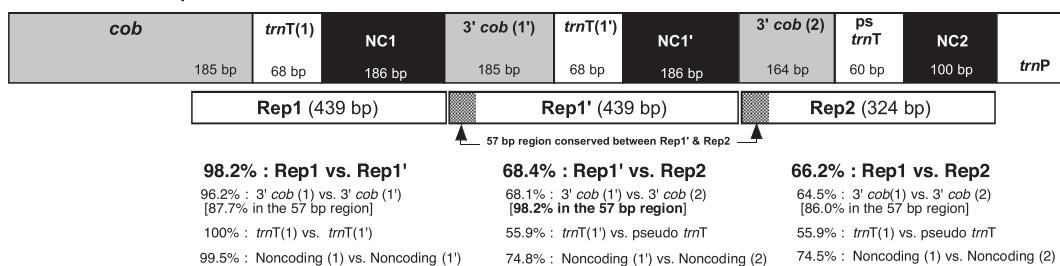 cob trnT(1) NC1 3' cob (1') trnT(1') NC1' 3' cob (2) ps trnT NC2 trnP
185 bp 68 bp 186 bp 185 bp 68 bp 186 bp 164 bp 60 bp 100 bp
Rep1 (439 bp) Rep1' (439 bp) Rep2 (324 bp)
57 bp region conserved between Rep1' & Rep2
98.2% : Rep1 vs. Rep1'
96.2% : 3' cob (1) vs. 3' cob (1')
[87.7% in the 57 bp region]
100% : trnT(1) vs. trnT(1')
99.5% : Noncoding (1) vs. Noncoding (1')
68.4% : Rep1' vs. Rep2
68.1% : 3' cob (1') vs. 3' cob (2)
[98.2% in the 57 bp region]
55.9% : trnT(1') vs. pseudo trnT
74.8% : Noncoding (1') vs. Noncoding (2)
66.2% : Rep1 vs. Rep2
64.5% : 3' cob(1) vs. 3' cob (2)
[86.0% in the 57 bp region]
55.9% : trnT(1) vs. pseudo trnT
74.5% : Noncoding (1) vs. Noncoding (2)